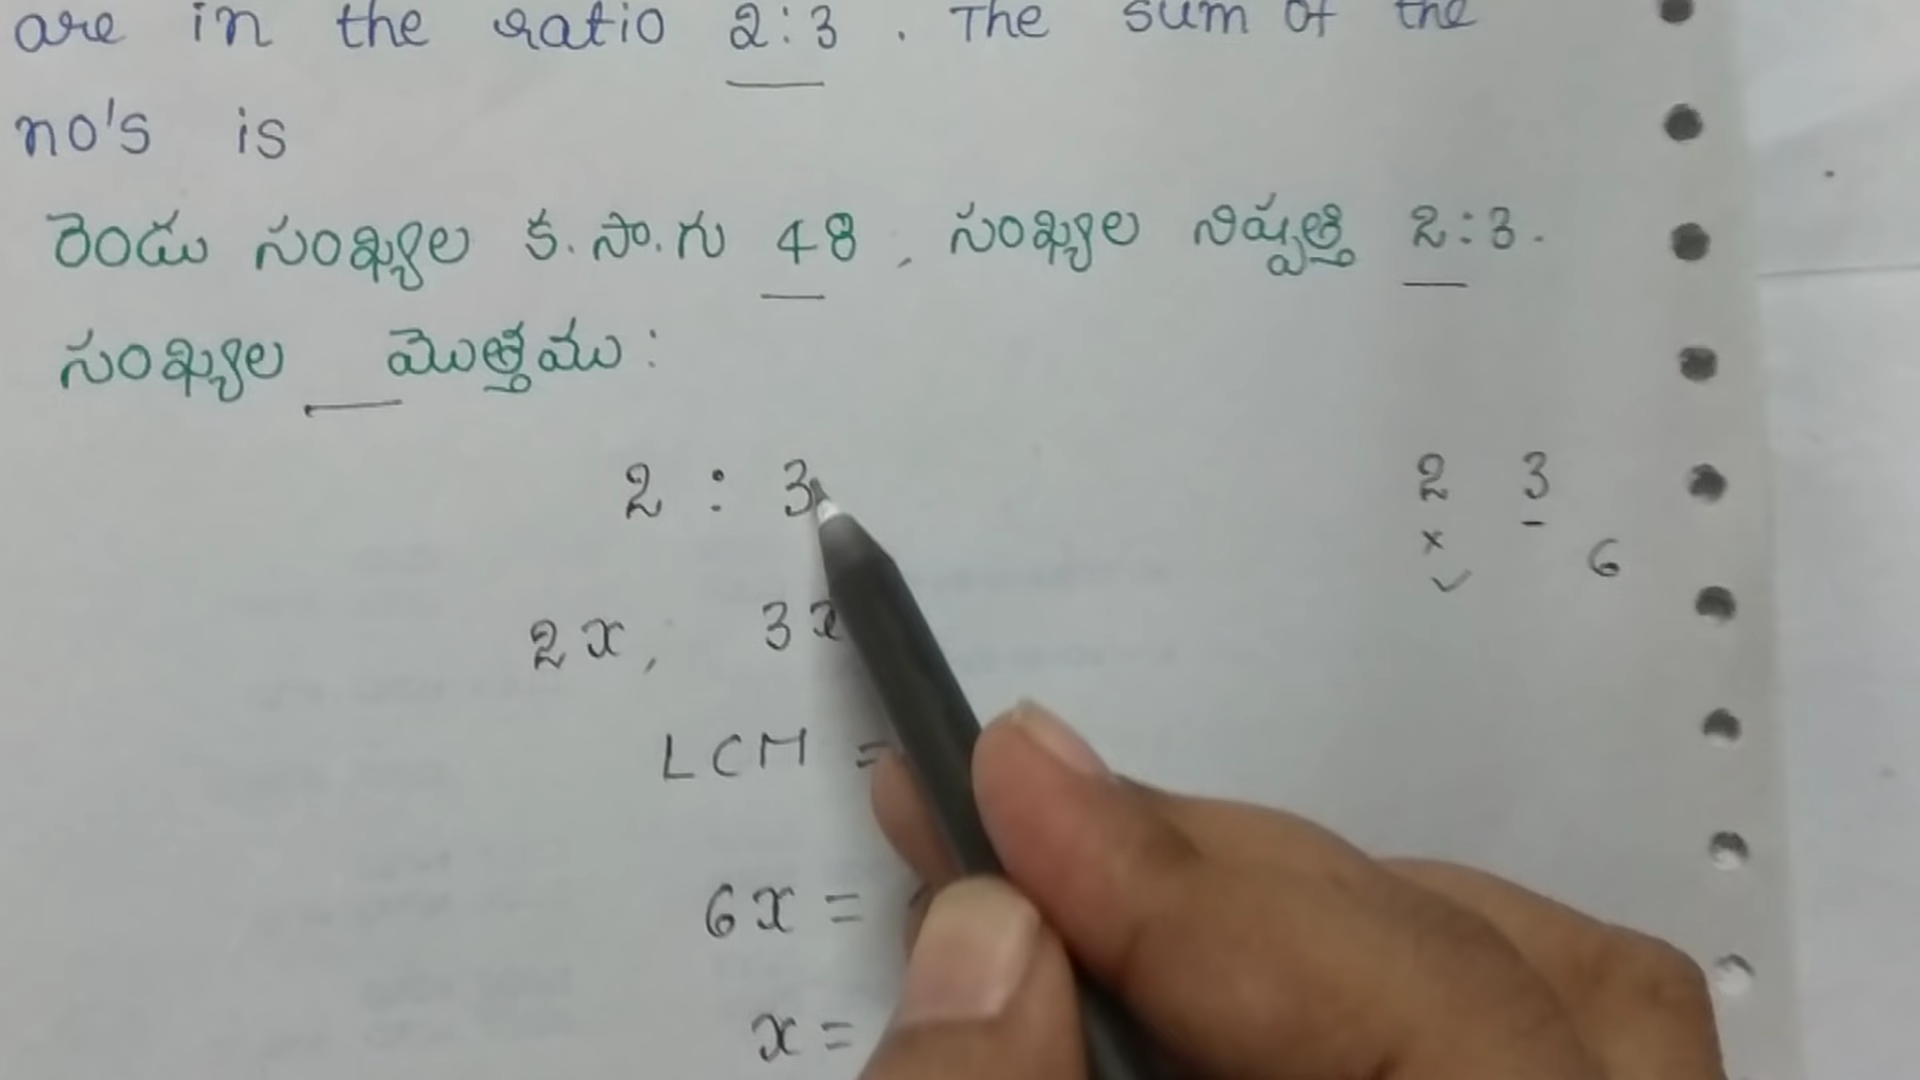 are in the ratio 2:3. The sum of the
no's is
రెండు సంఖ్యల క.సా.గు 48, సంఖ్యల నిష్పత్తి 2:3.
సంఖ్యల మొత్తము:
2 : 3
2 3
x
6
2x, 3x
LCM =
6x =
x =